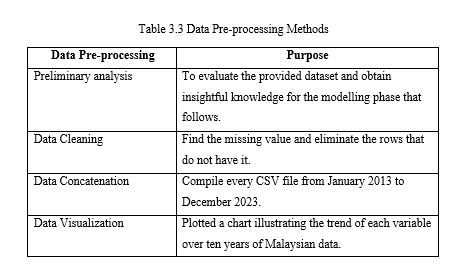 Table 3.3 Data Pre-processing Methods
Data Pre-processing Purpose
Preliminary analysis To evaluate the provided dataset and obtain
insightful knowledge for the modelling phase that
follows.
Data Cleaning Find the missing value and eliminate the rows that
do not have it.
Data Concatenation Compile every CSV file from January 2013 to
December 2023.
Data Visualization Plotted a chart illustrating the trend of each variable
over ten years of Malaysian data.